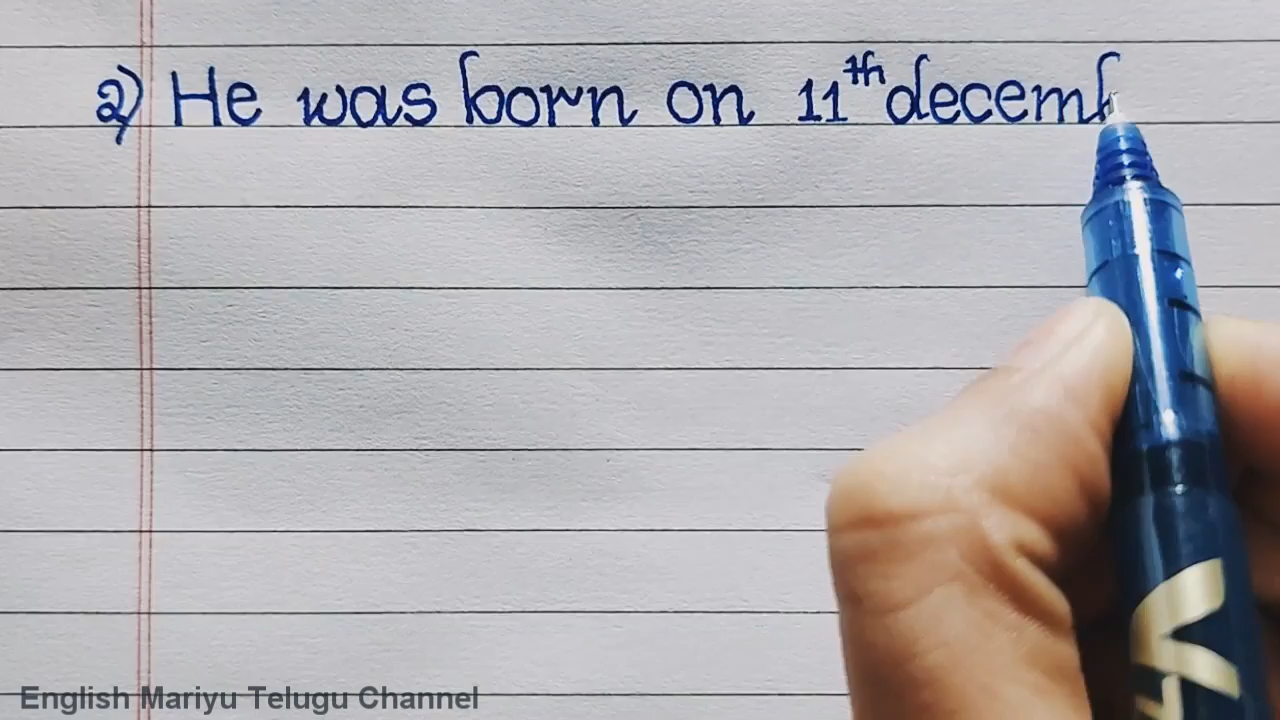 2) He was born on 11th decemb
English Mariyu Telugu Channel